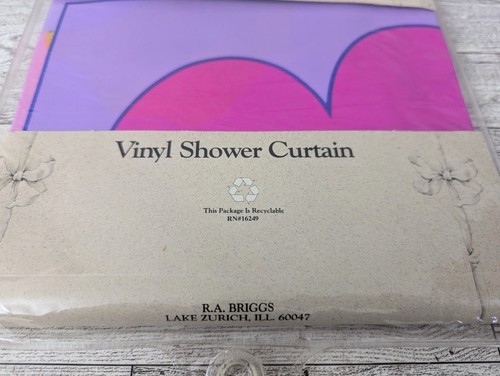 Vinyl Shower Curtain
This Package Is Recyclable
RN#16249
R.A. BRIGGS
LAKE ZURICH, ILL. 60047